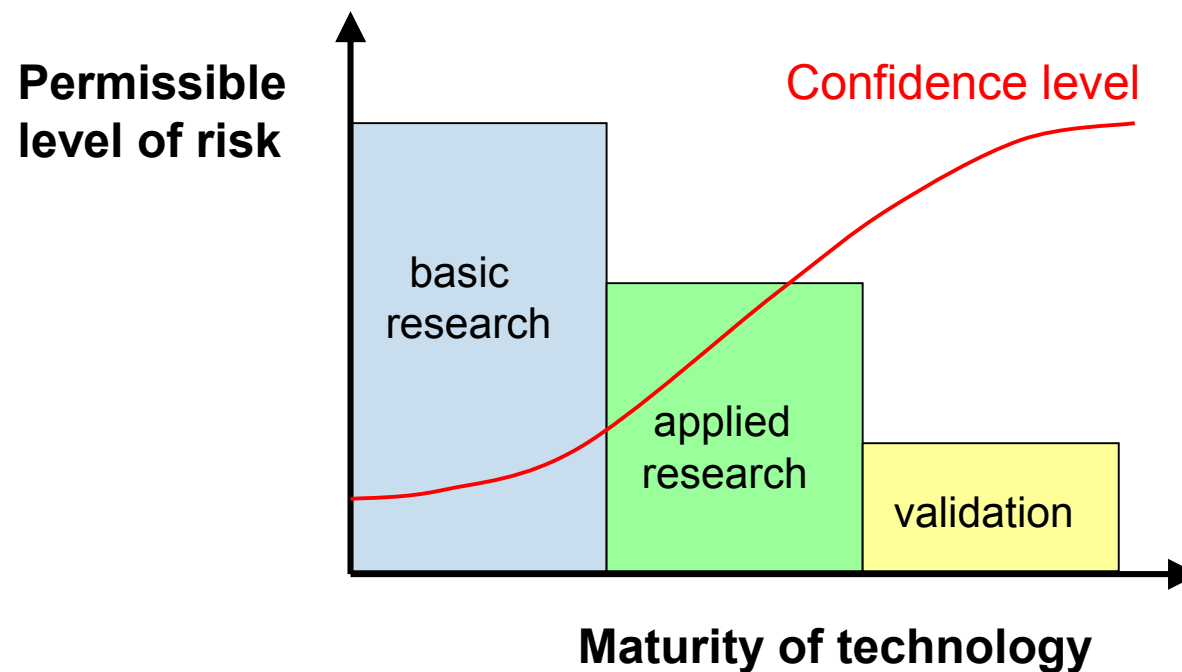 Permissible
level of risk
Confidence level
basic
research
applied
research
validation
Maturity of technology